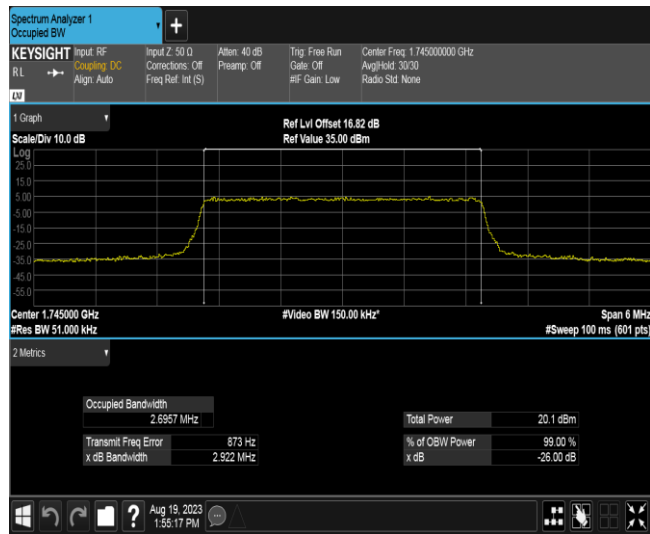 Spectrum Analyzer 1
Occupied BW
+
KEYSIGHT Input: RF Input Z: 50 Ω Atten: 40 dB Trig: Free Run Center Freq: 1.745000000 GHz
RL Coupling: DC Corrections: Off Preamp: Off Gate: Off Avg|Hold: 30/30
Align: Auto Freq Ref: Int (S) #IF Gain: Low Radio Std: None
LXI
1 Graph
Ref Lvl Offset 16.82 dB
Scale/Div 10.0 dB Ref Value 35.00 dBm
Log
25.0
15.0
5.00
-5.00
-15.0
-25.0
-35.0
-45.0
-55.0
Center 1.745000 GHz #Video BW 150.00 kHz* Span 6 MHz
#Res BW 51.000 kHz #Sweep 100 ms (601 pts)
2 Metrics
Occupied Bandwidth
2.6957 MHz Total Power 20.1 dBm
Transmit Freq Error 873 Hz % of OBW Power 99.00 %
x dB Bandwidth 2.922 MHz x dB -26.00 dB
? Aug 19, 2023
1:55:17 PM